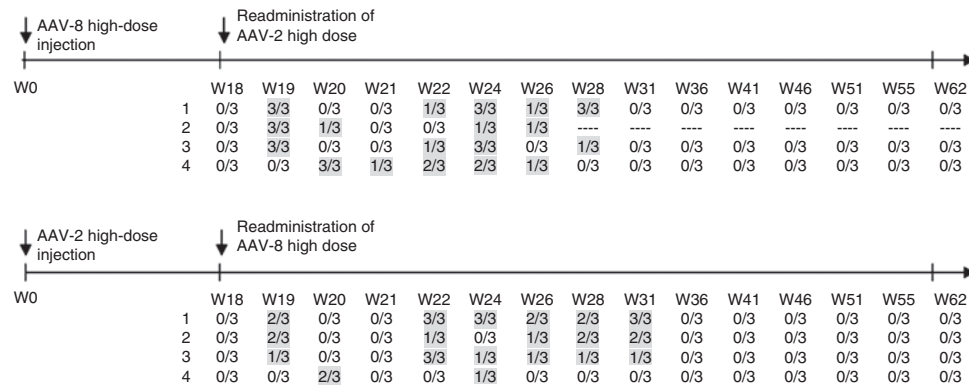 AAV-8 high-dose injection
Readministration of AAV-2 high dose
W0 W18 W19 W20 W21 W22 W24 W26 W28 W31 W36 W41 W46 W51 W55 W62
1 0/3 3/3 0/3 0/3 1/3 3/3 1/3 3/3 0/3 0/3 0/3 0/3 0/3 0/3 0/3
2 0/3 3/3 1/3 0/3 0/3 1/3 1/3 ---- ---- ---- ---- ---- ---- ---- ----
3 0/3 3/3 0/3 0/3 1/3 3/3 0/3 1/3 0/3 0/3 0/3 0/3 0/3 0/3 0/3
4 0/3 0/3 3/3 1/3 2/3 2/3 1/3 0/3 0/3 0/3 0/3 0/3 0/3 0/3 0/3
AAV-2 high-dose injection
Readministration of AAV-8 high dose
W0 W18 W19 W20 W21 W22 W24 W26 W28 W31 W36 W41 W46 W51 W55 W62
1 0/3 2/3 0/3 0/3 3/3 3/3 2/3 2/3 3/3 0/3 0/3 0/3 0/3 0/3 0/3
2 0/3 2/3 0/3 0/3 1/3 0/3 1/3 2/3 2/3 0/3 0/3 0/3 0/3 0/3 0/3
3 0/3 1/3 0/3 0/3 3/3 1/3 1/3 1/3 1/3 0/3 0/3 0/3 0/3 0/3 0/3
4 0/3 0/3 2/3 0/3 0/3 1/3 0/3 0/3 0/3 0/3 0/3 0/3 0/3 0/3 0/3